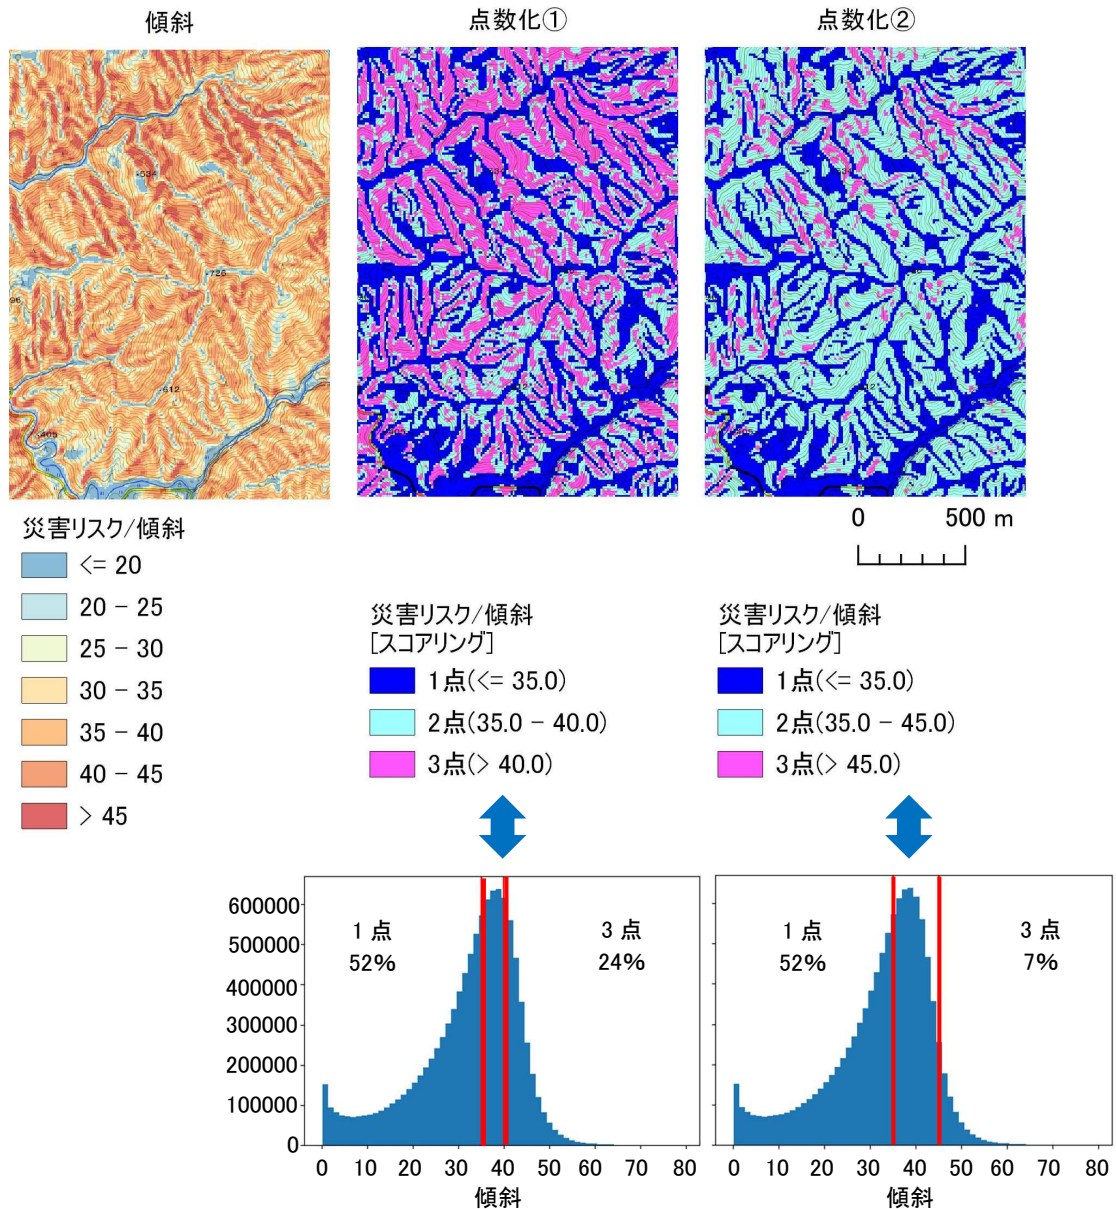 傾斜
点数化①
点数化②
534
726
96
612
405
災害リスク/傾斜
<= 20
20 - 25
25 - 30
30 - 35
35 - 40
40 - 45
> 45
0 500 m
災害リスク/傾斜
[スコアリング]
1点(<= 35.0)
2点(35.0 - 40.0)
3点(> 40.0)
災害リスク/傾斜
[スコアリング]
1点(<= 35.0)
2点(35.0 - 45.0)
3点(> 45.0)
600000
500000
400000
300000
200000
100000
0
1 点
52%
3 点
24%
0 10 20 30 40 50 60 70 80
傾斜
1 点
52%
3 点
7%
0 10 20 30 40 50 60 70 80
傾斜